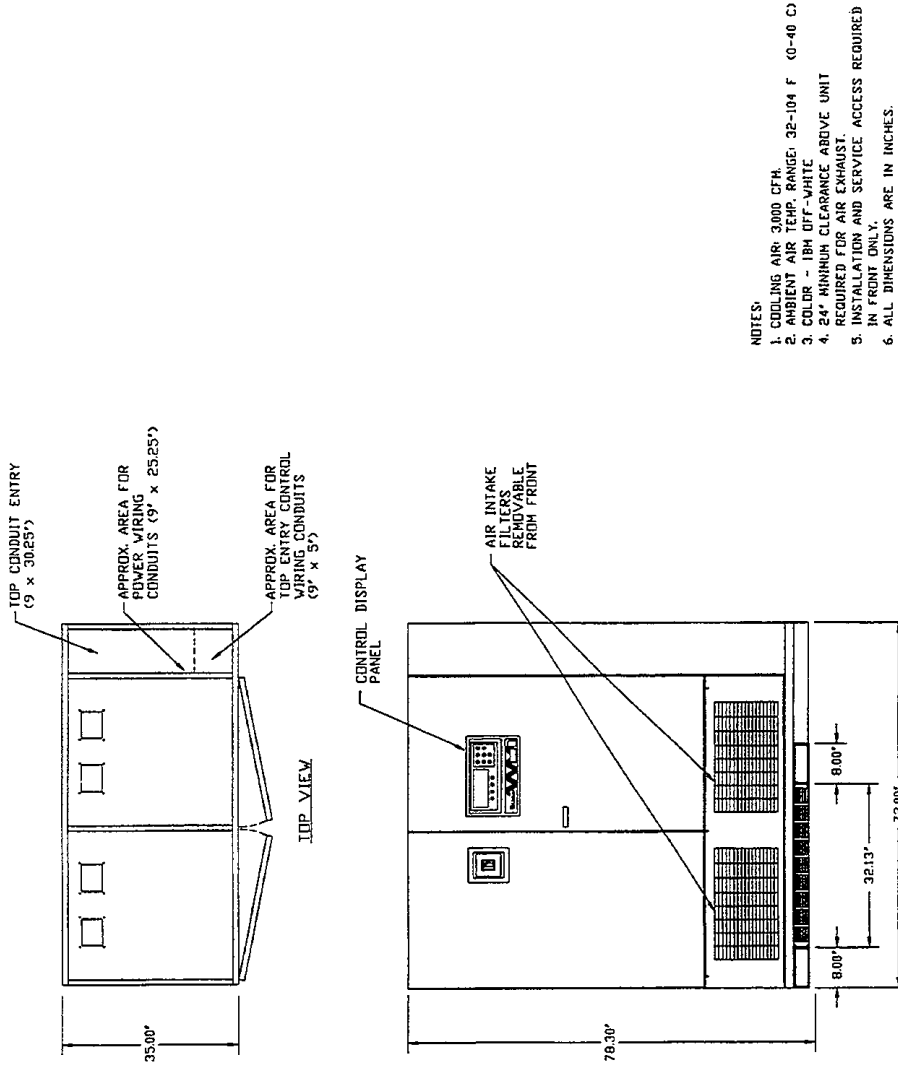 TOP CONDUIT ENTRY
(9 x 30.25")
APPROX. AREA FOR
POWER WIRING
CONDUITS (9" x 25.25")
APPROX. AREA FOR
TOP ENTRY CONTROL
WIRING CONDUITS
(9" x 5")
35.00"
TOP VIEW
CONTROL DISPLAY
PANEL
AIR INTAKE
FILTERS
REMOVABLE
FROM FRONT
78.30"
8.00"
32.13"
8.00"
NOTES:
1. COOLING AIR: 3,000 CFM.
2. AMBIENT AIR TEMP. RANGE: 32-104 F (0-40 C)
3. COLOR - IBM OFF-WHITE
4. 24" MINIMUM CLEARANCE ABOVE UNIT
REQUIRED FOR AIR EXHAUST.
5. INSTALLATION AND SERVICE ACCESS REQUIRED
IN FRONT ONLY.
6. ALL DIMENSIONS ARE IN INCHES.